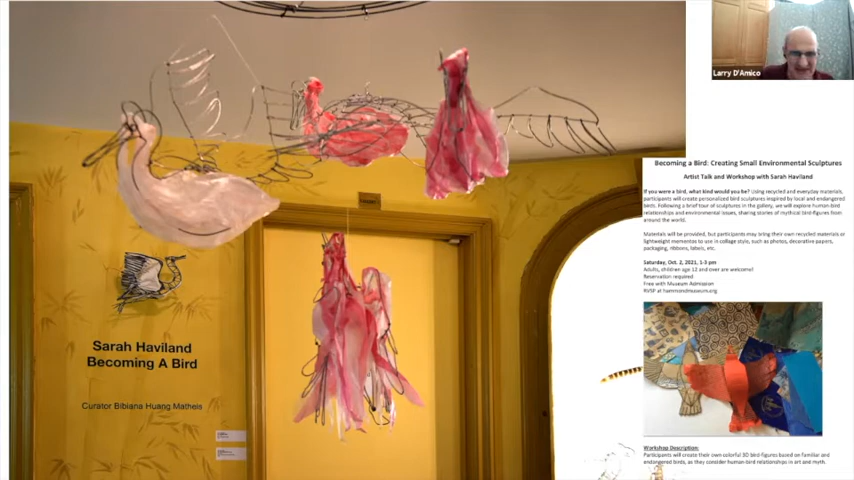 Larry D'Amico
Becoming a Bird: Creating Small Environmental Sculptures
Artist Talk and Workshop with Sarah Haviland
If you were a bird, what kind would you be? Using recycled and everyday materials,
participants will create personalized bird sculptures inspired by local and endangered
birds. Following a brief tour of sculptures in the gallery, we will explore human-bird
relationships and environmental issues, sharing stories of mythical bird-figures from
around the world.
Materials will be provided, but participants may bring their own recycled materials or
lightweight mementos to use in collage style, such as photos, decorative papers,
packaging, ribbons, labels, etc.
Saturday, Oct. 2, 2021, 1-3 pm
Adults, children age 12 and over are welcome!
Reservation required
Free with Museum Admission
RVSP at hammondmuseum.org
Sarah Haviland
Becoming A Bird
Curator Bibiana Huang Matheis
Workshop Description:
Participants will create their own colorful 3D bird-figures based on familiar and
endangered birds, as they consider human-bird relationships in art and myth.